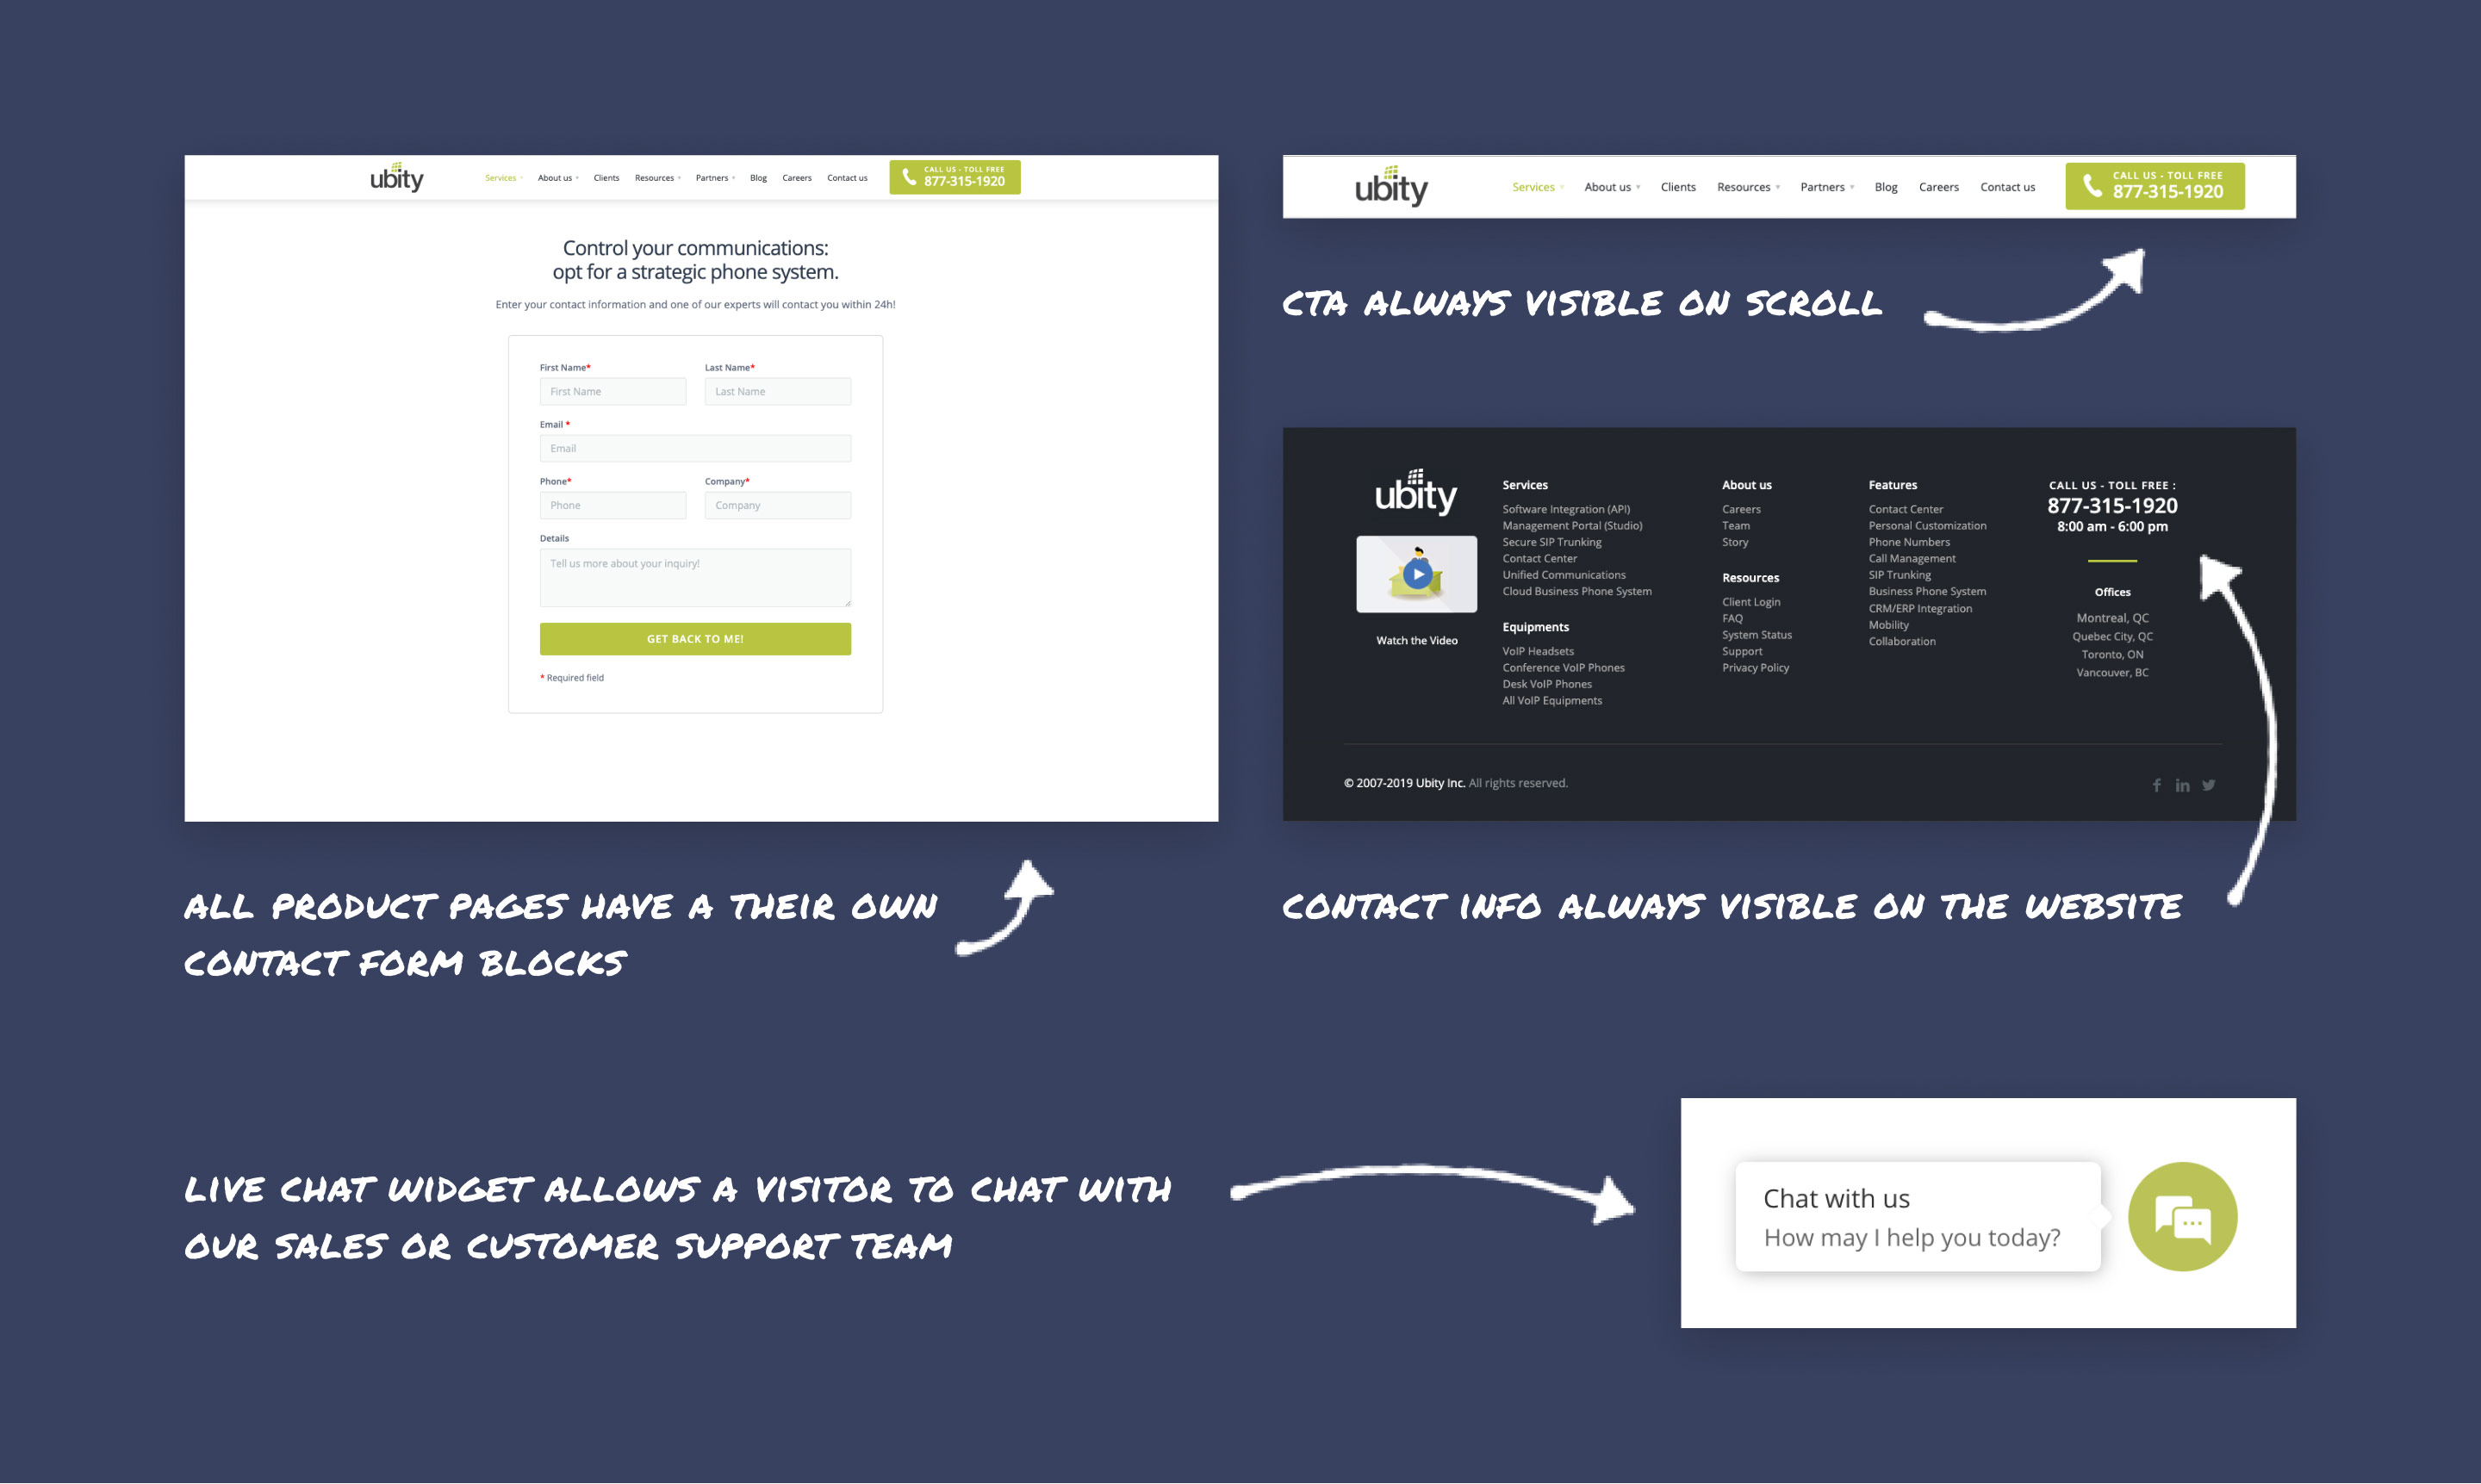 ubity
Services About us Clients Resources Partners Blog Careers Contact us
CALL US - TOLL FREE
877-315-1920
Control your communications:
opt for a strategic phone system.
Enter your contact information and one of our experts will contact you within 24h!
First Name* Last Name*
First Name Last Name
Email *
Email
Phone* Company*
Phone Company
Details
Tell us more about your inquiry!
GET BACK TO ME!
* Required field
ALL PRODUCT PAGES HAVE A THEIR OWN
CONTACT FORM BLOCKS
ubity
Services About us Clients Resources Partners Blog Careers Contact us
CALL US - TOLL FREE
877-315-1920
CTA ALWAYS VISIBLE ON SCROLL
ubity
Watch the Video
Services
Software Integration (API)
Management Portal (Studio)
Secure SIP Trunking
Contact Center
Unified Communications
Cloud Business Phone System
Equipments
VoIP Headsets
Conference VoIP Phones
Desk VoIP Phones
All VoIP Equipments
About us
Careers
Team
Story
Resources
Client Login
FAQ
System Status
Support
Privacy Policy
Features
Contact Center
Personal Customization
Phone Numbers
Call Management
SIP Trunking
Business Phone System
CRM/ERP Integration
Mobility
Collaboration
CALL US - TOLL FREE :
877-315-1920
8:00 am - 6:00 pm
Offices
Montreal, QC
Quebec City, QC
Toronto, ON
Vancouver, BC
© 2007-2019 Ubity Inc. All rights reserved.
f in
CONTACT INFO ALWAYS VISIBLE ON THE WEBSITE
LIVE CHAT WIDGET ALLOWS A VISITOR TO CHAT WITH
OUR SALES OR CUSTOMER SUPPORT TEAM
Chat with us
How may I help you today?